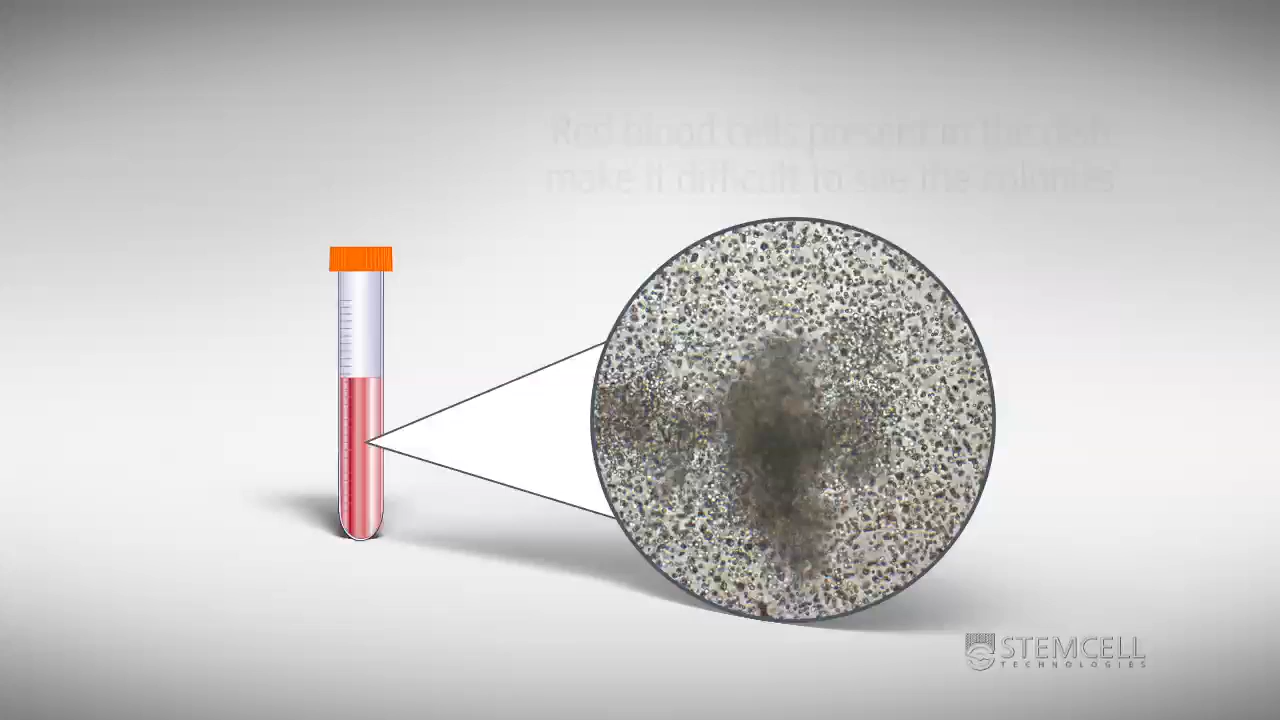 Red blood cells present in the dish
make it difficult to see the colonies
STEMCELL
TECHNOLOGIES